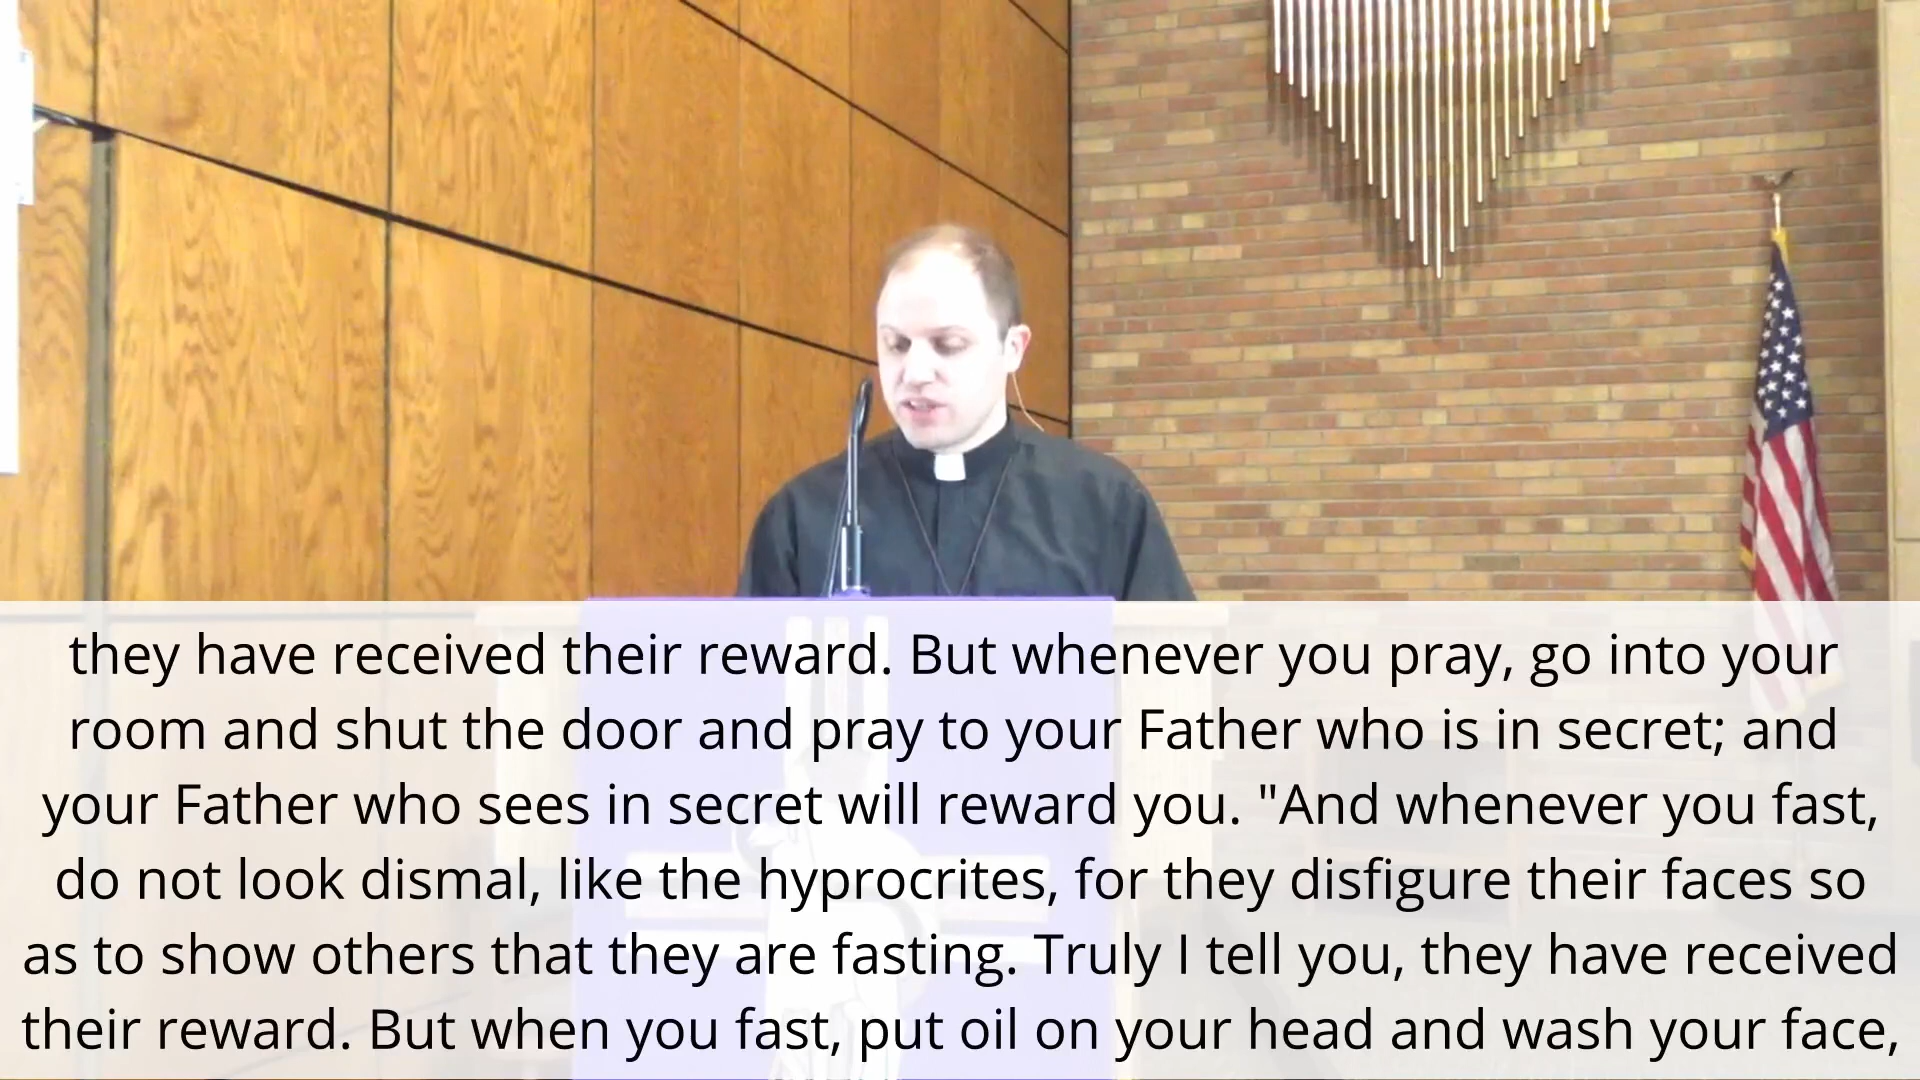 they have received their reward. But whenever you pray, go into your
room and shut the door and pray to your Father who is in secret; and
your Father who sees in secret will reward you. "And whenever you fast,
do not look dismal, like the hyprocrites, for they disfigure their faces so
as to show others that they are fasting. Truly I tell you, they have received
their reward. But when you fast, put oil on your head and wash your face,